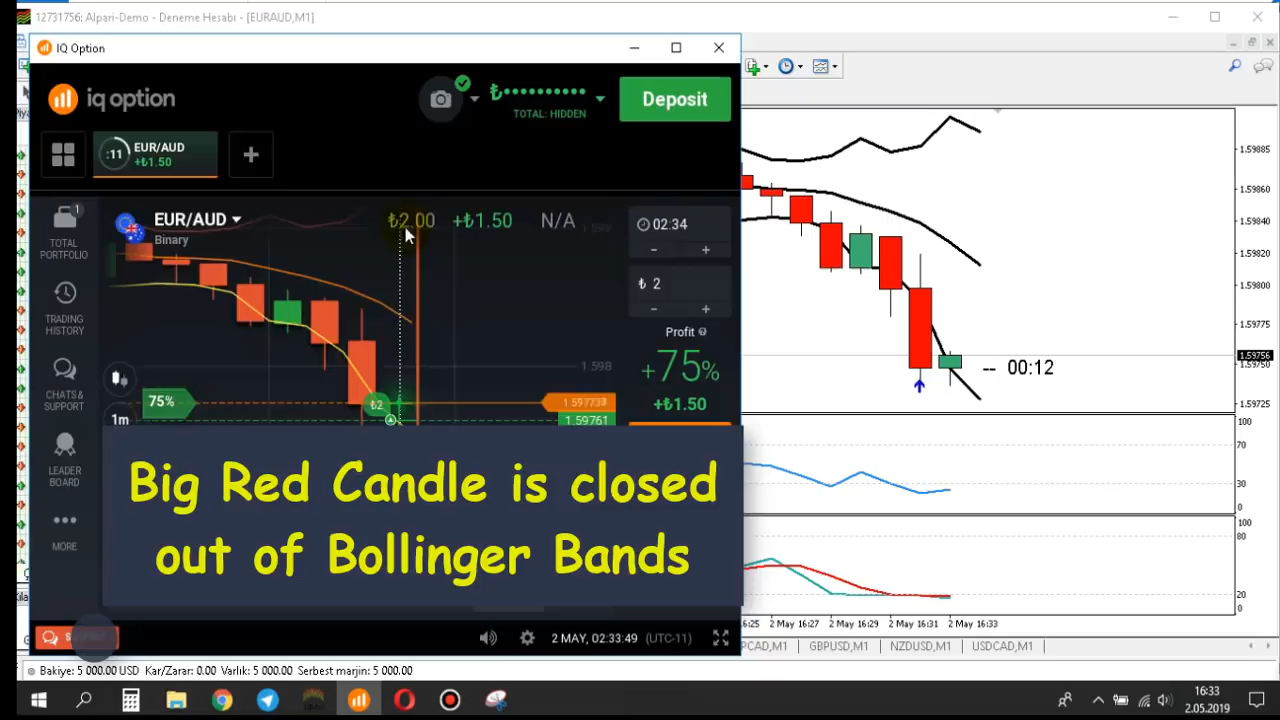 12731756: Alpari-Demo - Deneme Hesabı - [EURAUD,M1]
IQ Option
iq option
₺••••••••••
TOTAL: HIDDEN
Deposit
:11
EUR/AUD
+₺1.50
1
TOTAL PORTFOLIO
TRADING HISTORY
CHATS & SUPPORT
LEADER BOARD
MORE
EUR/AUD
Binary
₺2.00 +₺1.50 N/A
02:34
₺ 2
Profit
+75%
+₺1.50
1.598
75%
₺2
1.59761
1m
Big Red Candle is closed
out of Bollinger Bands
2 MAY, 02:33:49 (UTC-11)
1.59885
1.59860
1.59840
1.59820
1.59800
1.59780
1.59756
1.59725
-- 00:12
100
70
30
0
100
80
20
0
2 May 16:27
2 May 16:29
2 May 16:31
2 May 16:33
GBPUSD,M1
NZDUSD,M1
USDCAD,M1
Bakiye: 5 000.00 USD Kar/Zarar: 0.00 Varlık: 5 000.00 Serbest marjin: 5 000.00
16:33
2.05.2019